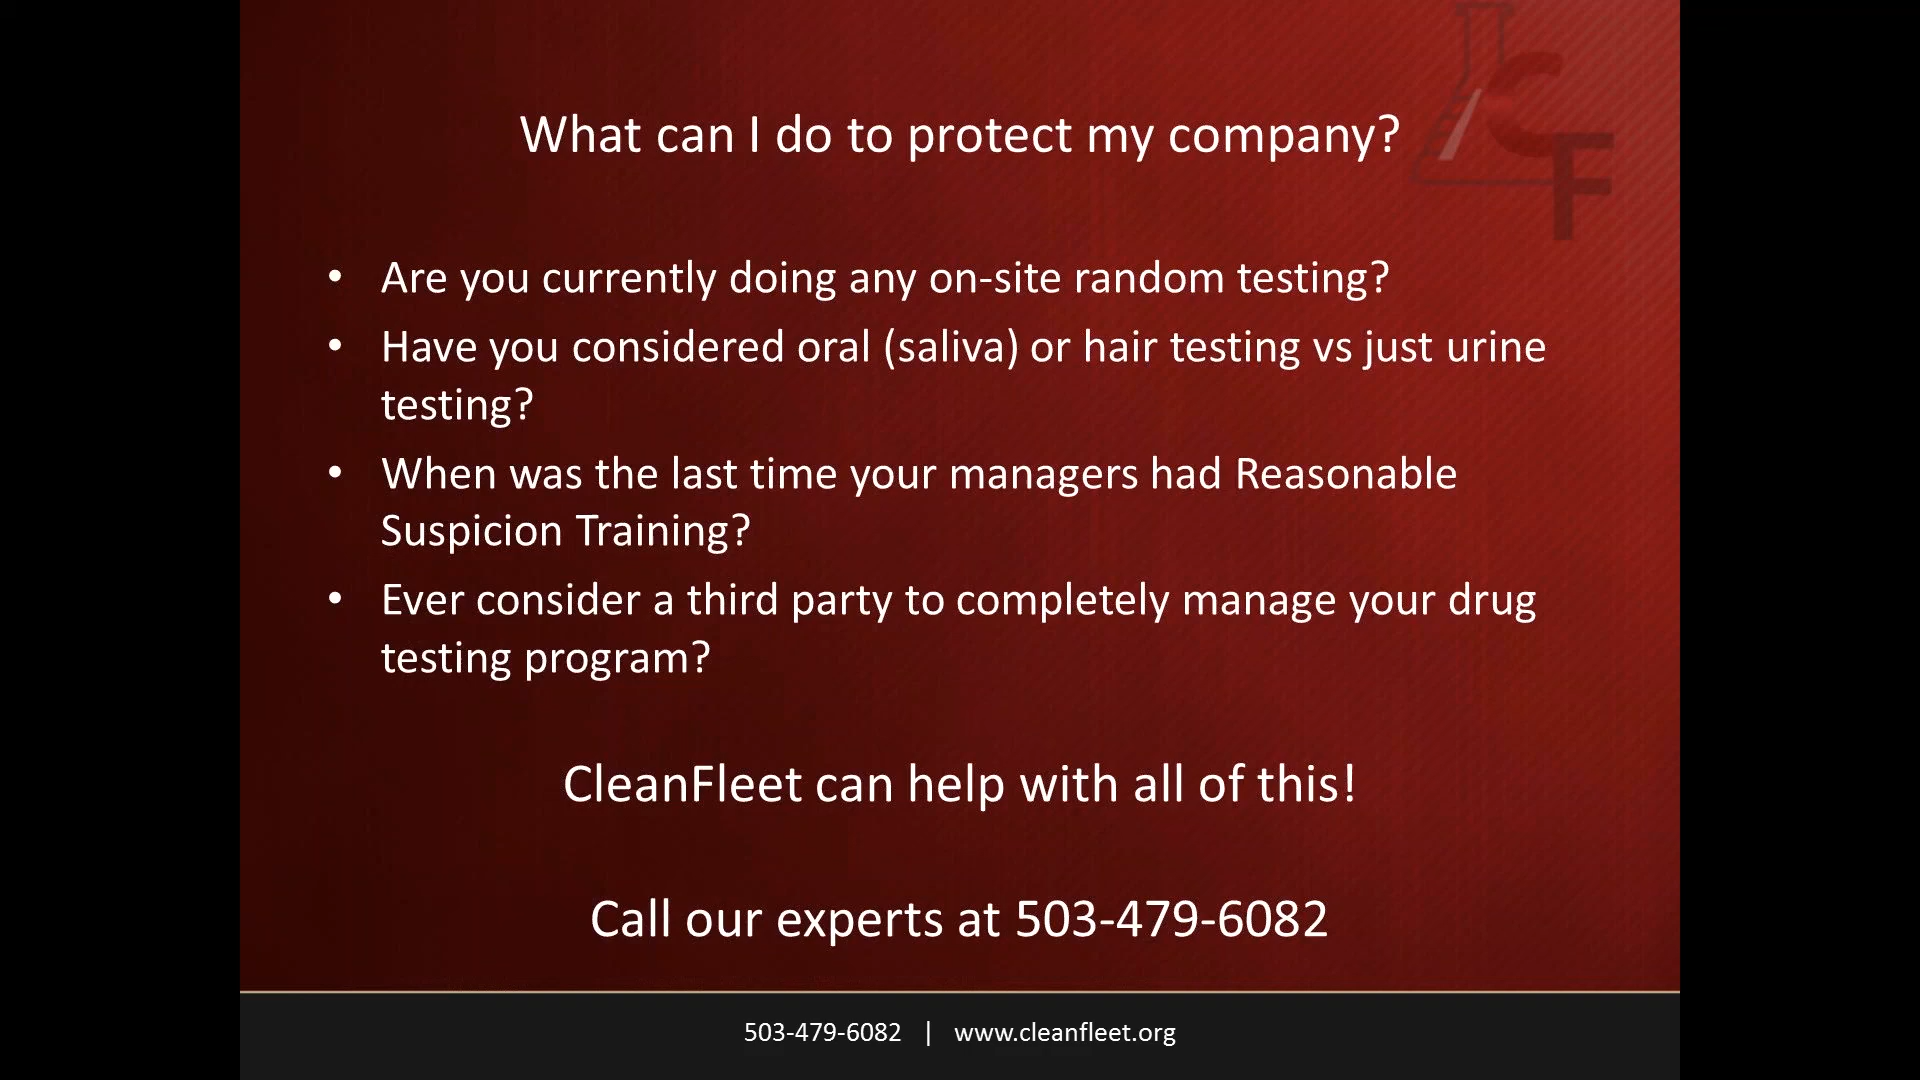 CF
What can I do to protect my company?
• Are you currently doing any on-site random testing?
• Have you considered oral (saliva) or hair testing vs just urine
testing?
• When was the last time your managers had Reasonable
Suspicion Training?
• Ever consider a third party to completely manage your drug
testing program?
CleanFleet can help with all of this!
Call our experts at 503-479-6082
503-479-6082 | www.cleanfleet.org